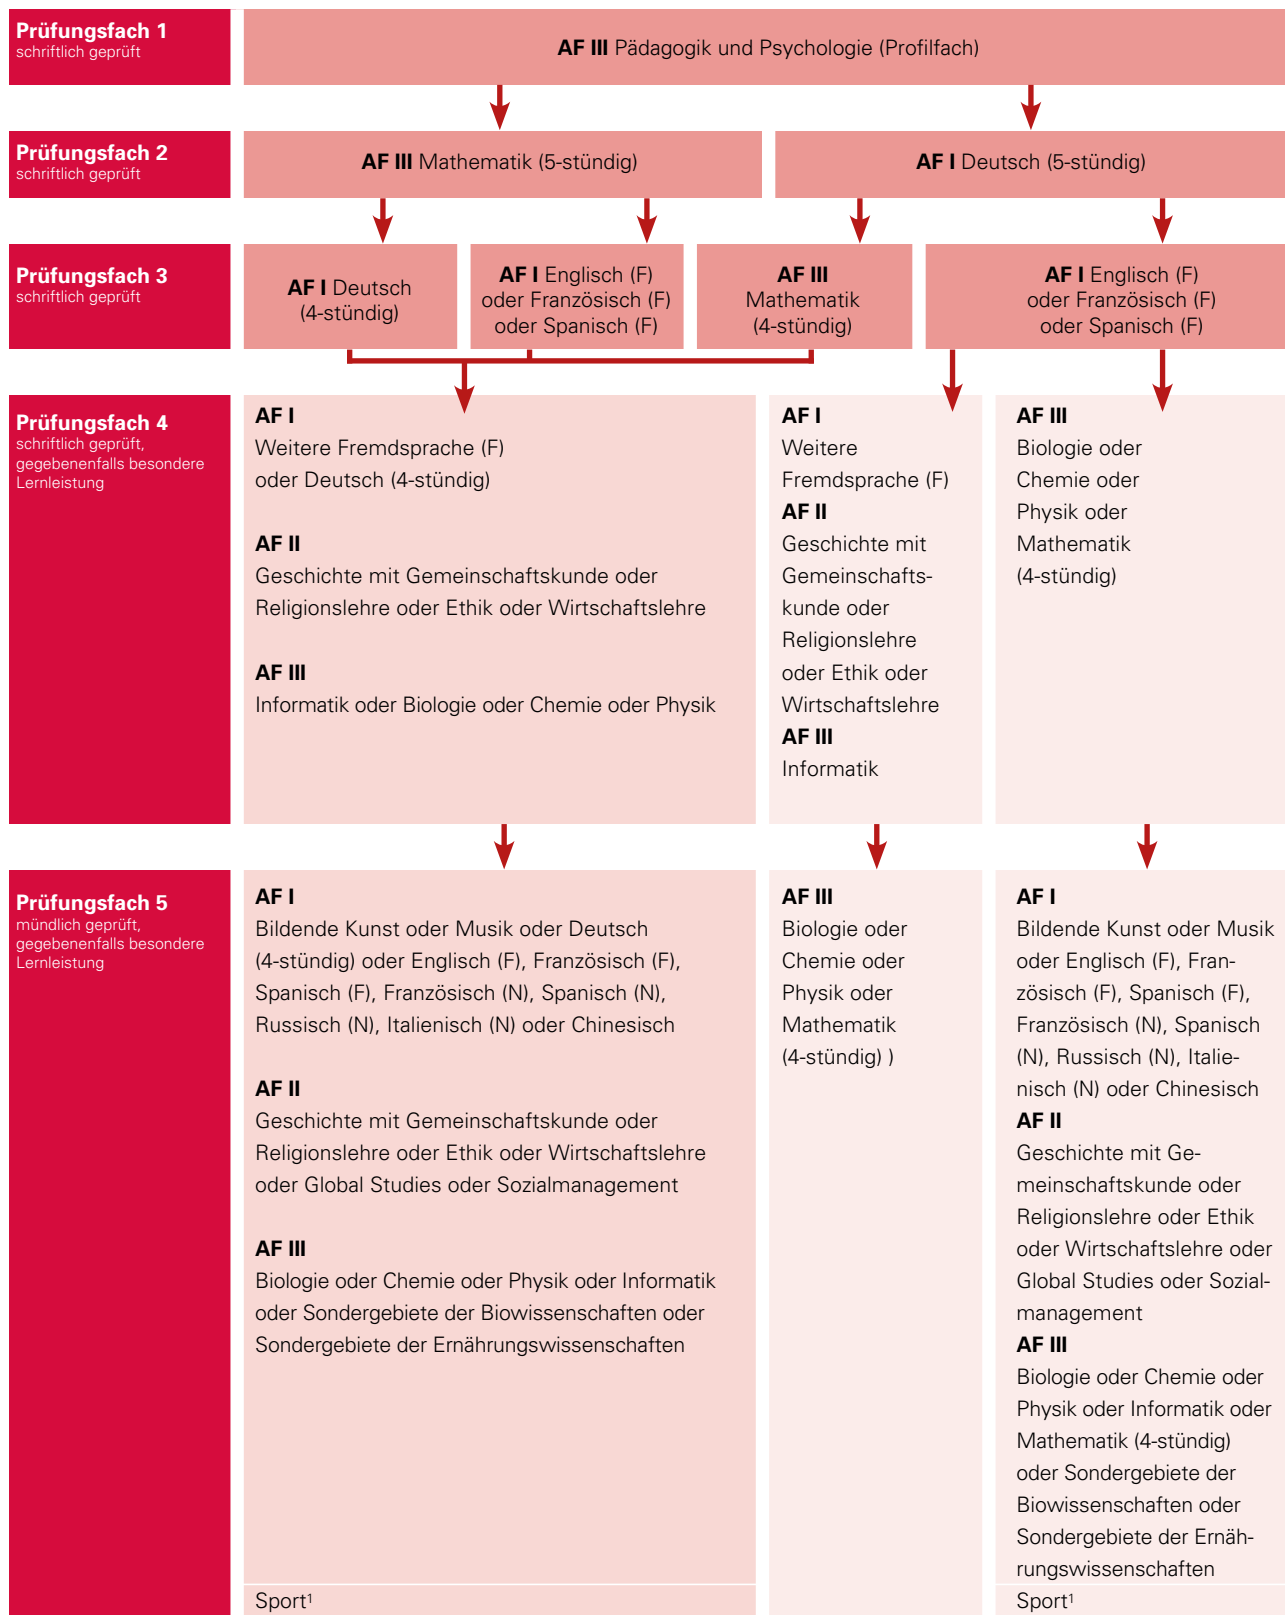 Prüfungsfach 1
schriftlich geprüft
AF III Pädagogik und Psychologie (Profilfach)
Prüfungsfach 2
schriftlich geprüft
AF III Mathematik (5-stündig)
AF I Deutsch (5-stündig)
Prüfungsfach 3
schriftlich geprüft
AF I Deutsch
(4-stündig)
AF I Englisch (F)
oder Französisch (F)
oder Spanisch (F)
AF III
Mathematik
(4-stündig)
AF I Englisch (F)
oder Französisch (F)
oder Spanisch (F)
Prüfungsfach 4
schriftlich geprüft,
gegebenenfalls besondere
Lernleistung
AF I
Weitere Fremdsprache (F)
oder Deutsch (4-stündig)
AF II
Geschichte mit Gemeinschaftskunde oder
Religionslehre oder Ethik oder Wirtschaftslehre
AF III
Informatik oder Biologie oder Chemie oder Physik
AF I
Weitere
Fremdsprache (F)
AF II
Geschichte mit
Gemeinschafts-
kunde oder
Religionslehre
oder Ethik oder
Wirtschaftslehre
AF III
Informatik
AF III
Biologie oder
Chemie oder
Physik oder
Mathematik
(4-stündig)
Prüfungsfach 5
mündlich geprüft,
gegebenenfalls besondere
Lernleistung
AF I
Bildende Kunst oder Musik oder Deutsch
(4-stündig) oder Englisch (F), Französisch (F),
Spanisch (F), Französisch (N), Spanisch (N),
Russisch (N), Italienisch (N) oder Chinesisch
AF II
Geschichte mit Gemeinschaftskunde oder
Religionslehre oder Ethik oder Wirtschaftslehre
oder Global Studies oder Sozialmanagement
AF III
Biologie oder Chemie oder Physik oder Informatik
oder Sondergebiete der Biowissenschaften oder
Sondergebiete der Ernährungswissenschaften
Sport¹
AF III
Biologie oder
Chemie oder
Physik oder
Mathematik
(4-stündig) )
AF I
Bildende Kunst oder Musik
oder Englisch (F), Fran-
zösisch (F), Spanisch (F),
Französisch (N), Spanisch
(N), Russisch (N), Italie-
nisch (N) oder Chinesisch
AF II
Geschichte mit Ge-
meinschaftskunde oder
Religionslehre oder Ethik
oder Wirtschaftslehre oder
Global Studies oder Sozial-
management
AF III
Biologie oder Chemie oder
Physik oder Informatik oder
Mathematik (4-stündig)
oder Sondergebiete der
Biowissenschaften oder
Sondergebiete der Ernäh-
rungswissenschaften
Sport¹